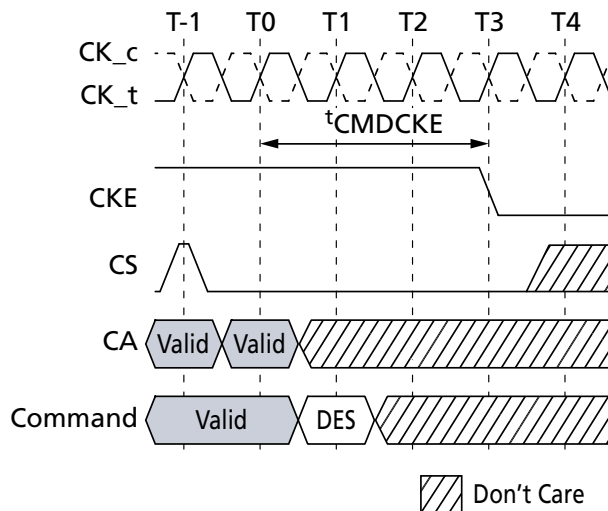 T-1 T0 T1 T2 T3 T4
CK_c
CK_t
tCMDCKE
CKE
CS
CA Valid Valid
Command Valid DES
Don't Care